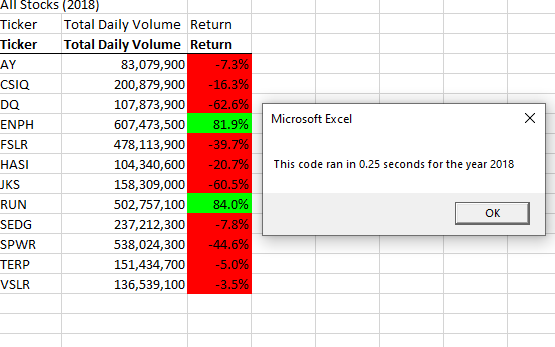 All Stocks (2018)
Ticker Total Daily Volume Return
Ticker Total Daily Volume Return
AY 83,079,900 -7.3%
CSIQ 200,879,900 -16.3%
DQ 107,873,900 -62.6%
ENPH 607,473,500 81.9%
FSLR 478,113,900 -39.7%
HASI 104,340,600 -20.7%
JKS 158,309,000 -60.5%
RUN 502,757,100 84.0%
SEDG 237,212,300 -7.8%
SPWR 538,024,300 -44.6%
TERP 151,434,700 -5.0%
VSLR 136,539,100 -3.5%
Microsoft Excel
This code ran in 0.25 seconds for the year 2018
OK